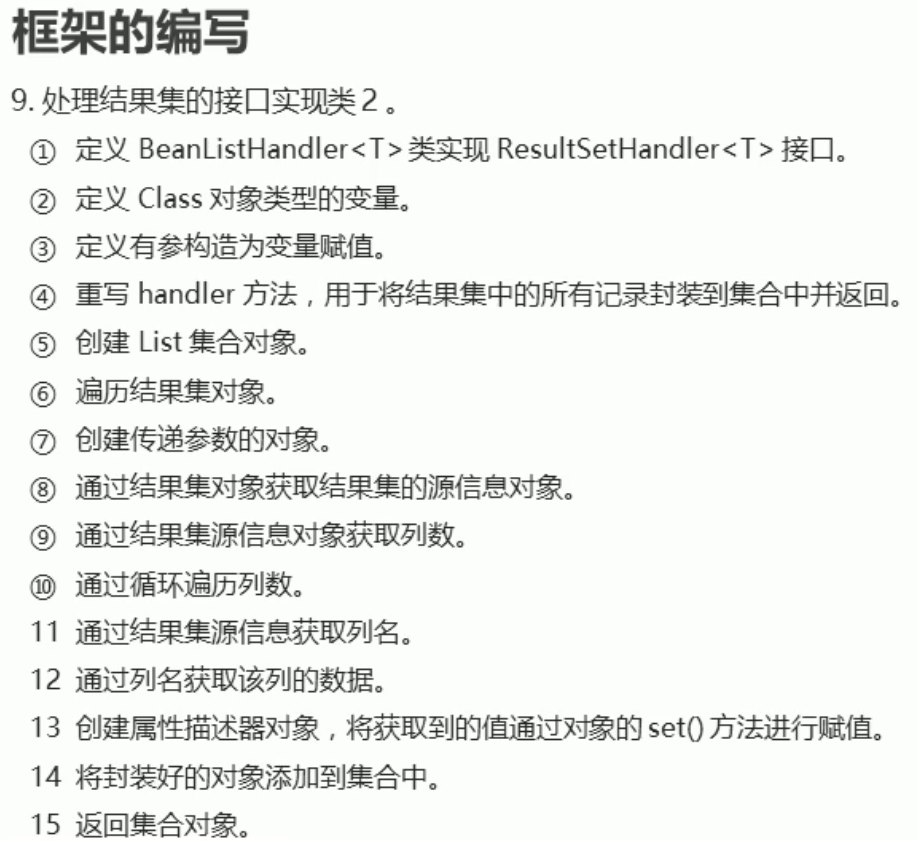 框架的编写
9. 处理结果集的接口实现类2。
① 定义 BeanListHandler<T>类实现 ResultSetHandler<T> 接口。
② 定义 Class 对象类型的变量。
③ 定义有参构造为变量赋值。
④ 重写 handler 方法，用于将结果集中的所有记录封装到集合中并返回。
⑤ 创建 List 集合对象。
⑥ 遍历结果集对象。
⑦ 创建传递参数的对象。
⑧ 通过结果集对象获取结果集的源信息对象。
⑨ 通过结果集源信息对象获取列数。
⑩ 通过循环遍历列数。
11 通过结果集源信息获取列名。
12 通过列名获取该列的数据。
13 创建属性描述器对象，将获取到的值通过对象的 set() 方法进行赋值。
14 将封装好的对象添加到集合中。
15 返回集合对象。